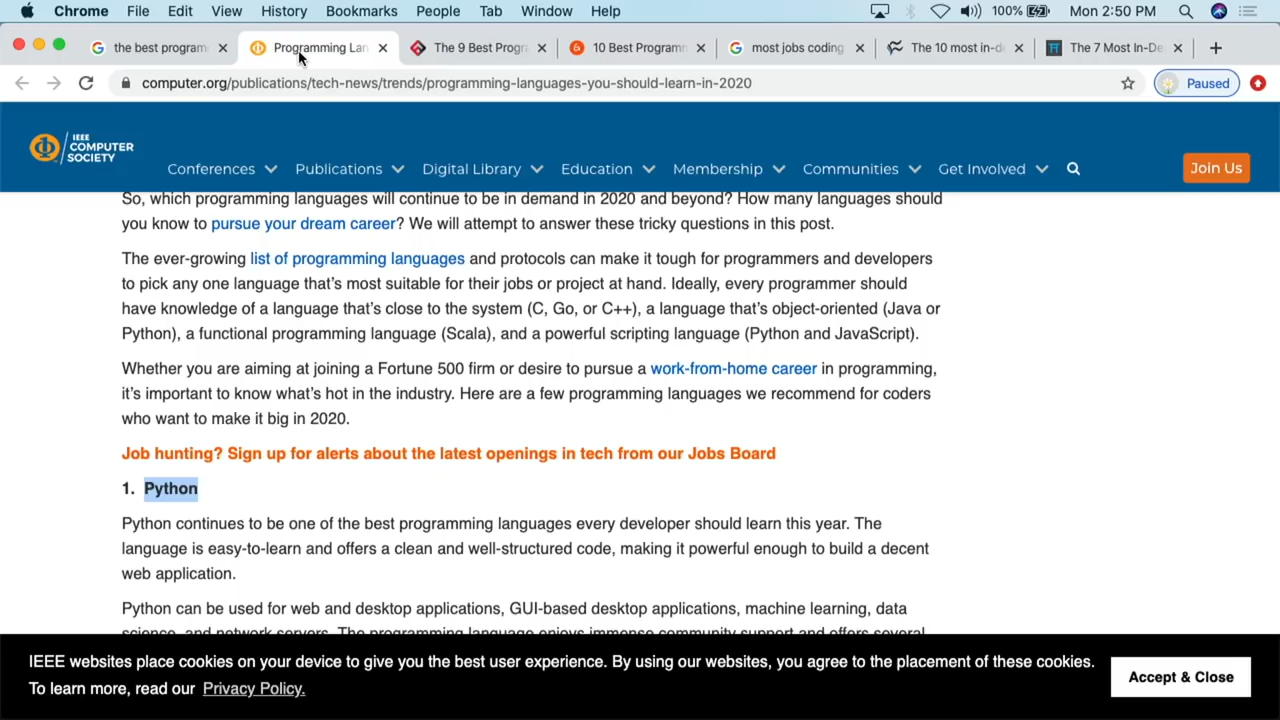 Chrome File Edit View History Bookmarks People Tab Window Help 100% Mon 2:50 PM
the best program Programming Lan The 9 Best Progr 10 Best Programm most jobs coding The 10 most in-d The 7 Most In-De
computer.org/publications/tech-news/trends/programming-languages-you-should-learn-in-2020 Paused
IEEE
COMPUTER
SOCIETY
Conferences Publications Digital Library Education Membership Communities Get Involved Join Us
So, which programming languages will continue to be in demand in 2020 and beyond? How many languages should
you know to pursue your dream career? We will attempt to answer these tricky questions in this post.
The ever-growing list of programming languages and protocols can make it tough for programmers and developers
to pick any one language that’s most suitable for their jobs or project at hand. Ideally, every programmer should
have knowledge of a language that’s close to the system (C, Go, or C++), a language that’s object-oriented (Java or
Python), a functional programming language (Scala), and a powerful scripting language (Python and JavaScript).
Whether you are aiming at joining a Fortune 500 firm or desire to pursue a work-from-home career in programming,
it’s important to know what’s hot in the industry. Here are a few programming languages we recommend for coders
who want to make it big in 2020.
Job hunting? Sign up for alerts about the latest openings in tech from our Jobs Board
1. Python
Python continues to be one of the best programming languages every developer should learn this year. The
language is easy-to-learn and offers a clean and well-structured code, making it powerful enough to build a decent
web application.
Python can be used for web and desktop applications, GUI-based desktop applications, machine learning, data
science, and network servers. The programming language enjoys immense community support and offers several
IEEE websites place cookies on your device to give you the best user experience. By using our websites, you agree to the placement of these cookies.
To learn more, read our Privacy Policy.
Accept & Close